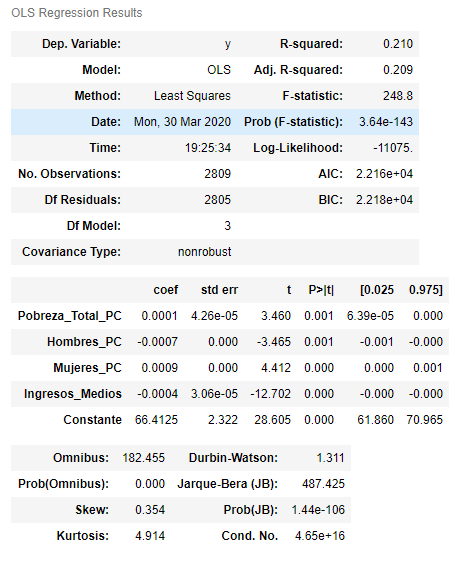 OLS Regression Results
Dep. Variable: y R-squared: 0.210
Model: OLS Adj. R-squared: 0.209
Method: Least Squares F-statistic: 248.8
Date: Mon, 30 Mar 2020 Prob (F-statistic): 3.64e-143
Time: 19:25:34 Log-Likelihood: -11075.
No. Observations: 2809 AIC: 2.216e+04
Df Residuals: 2805 BIC: 2.218e+04
Df Model: 3
Covariance Type: nonrobust
coef std err t P>|t| [0.025 0.975]
Pobreza_Total_PC 0.0001 4.26e-05 3.460 0.001 6.39e-05 0.000
Hombres_PC -0.0007 0.000 -3.465 0.001 -0.001 -0.000
Mujeres_PC 0.0009 0.000 4.412 0.000 0.000 0.001
Ingresos_Medios -0.0004 3.06e-05 -12.702 0.000 -0.000 -0.000
Constante 66.4125 2.322 28.605 0.000 61.860 70.965
Omnibus: 182.455 Durbin-Watson: 1.311
Prob(Omnibus): 0.000 Jarque-Bera (JB): 487.425
Skew: 0.354 Prob(JB): 1.44e-106
Kurtosis: 4.914 Cond. No. 4.65e+16